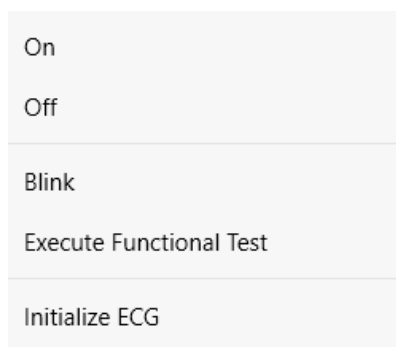 On
Off
Blink
Execute Functional Test
Initialize ECG